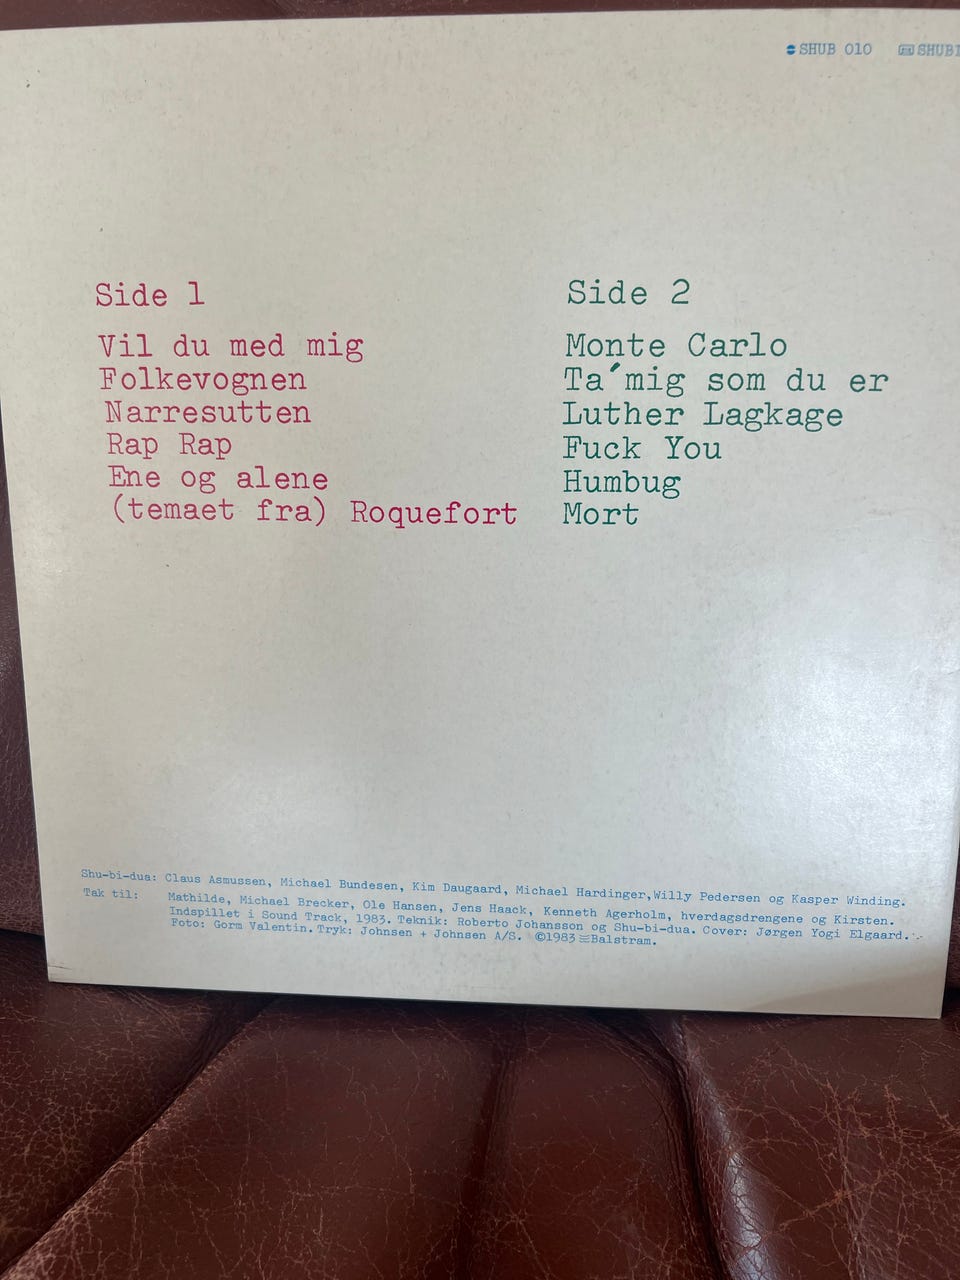 SHUB 010 SHUB
Side 1
Vil du med mig
Folkevognen
Narresutten
Rap Rap
Ene og alene
(temaet fra) Roquefort
Side 2
Monte Carlo
Ta´mig som du er
Luther Lagkage
Fuck You
Humbug
Mort
Shu-bi-dua: Claus Asmussen, Michael Bundesen, Kim Daugaard, Michael Hardinger,Willy Pedersen og Kasper Winding.
Tak til: Mathilde, Michael Brecker, Ole Hansen, Jens Haack, Kenneth Agerholm, hverdagsdrengene og Kirsten.
Indspillet i Sound Track, 1983. Teknik: Roberto Johansson og Shu-bi-dua. Cover: Jørgen Yogi Elgaard.
Foto: Gorm Valentin. Tryk: Johnsen + Johnsen A/S. ©1983 Balstram.